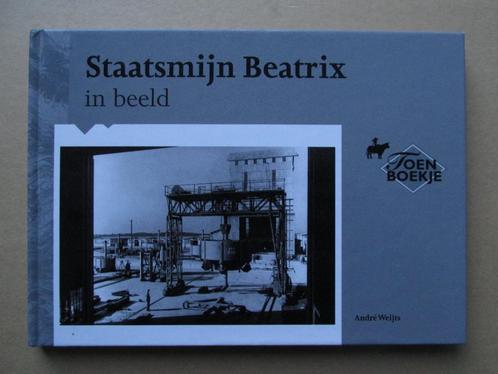 Staatsmijn Beatrix
in beeld
TOEN
BOEKJE
André Weijts